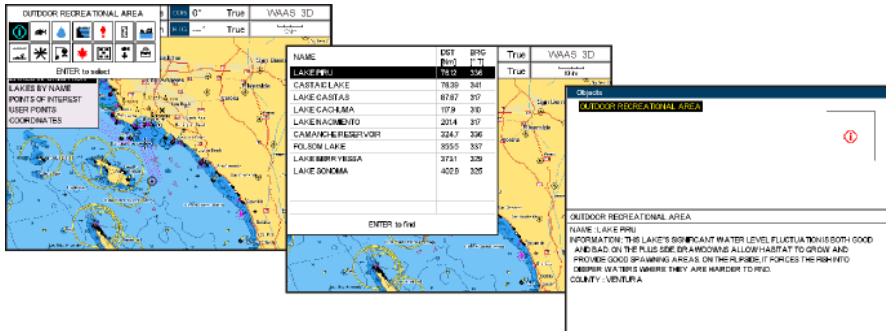 OUTDOOR RECREATIONAL AREA
ENTER to select
COG 0° True WAAS 3D
True
LAKES BY NAME
POINTS OF INTEREST
USER POINTS
COORDINATES
NAME DST [Nm] BRG [° T]
LAKE PIRU 76.12 336
CASTAIC LAKE 78.39 341
LAKE CASITAS 87.87 317
LAKE CACHUMA 117.9 310
LAKE NACIMIENTO 201.4 317
CAMANCHE RESERVOIR 324.7 336
FOLSOM LAKE 355.5 337
LAKE BERRYESSA 373.1 329
LAKE SONOMA 402.9 325
ENTER to find
True WAAS 3D
True
Objects
OUTDOOR RECREATIONAL AREA
OUTDOOR RECREATIONAL AREA
NAME : LAKE PIRU
INFORMATION : THIS LAKE'S SIGNIFICANT WATER LEVEL FLUCTUATION IS BOTH GOOD
AND BAD. ON THE PLUS SIDE, DRAWDOWNS ALLOW HABITAT TO GROW AND
PROVIDE GOOD SPAWNING AREAS. ON THE FLIPSIDE, IT FORCES THE FISH INTO
DEEPER WATERS WHERE THEY ARE HARDER TO FIND.
COUNTY : VENTURA